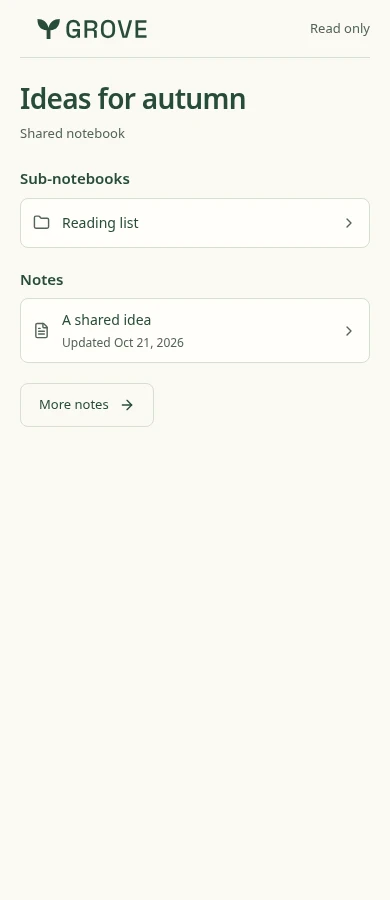 GROVE
Read only
Ideas for autumn
Shared notebook
Sub-notebooks
Reading list
Notes
A shared idea
Updated Oct 21, 2026
More notes